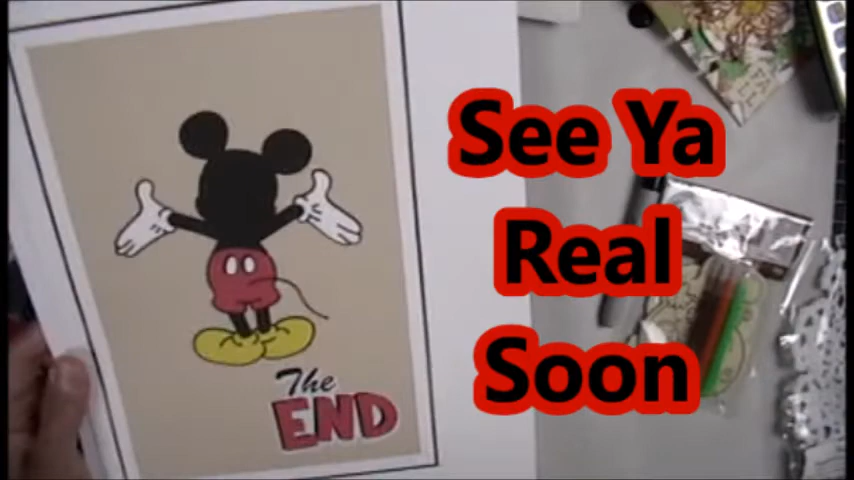 See Ya
Real
Soon
The
END